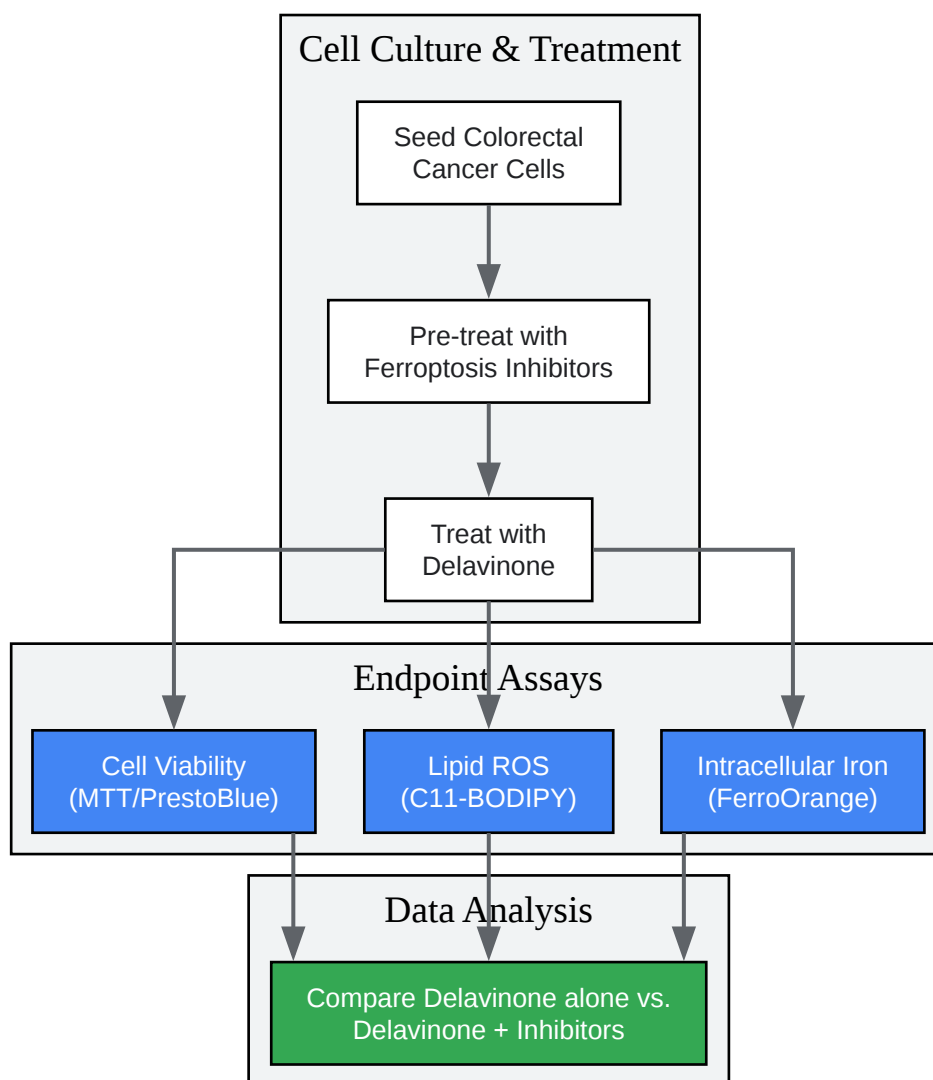 Cell Culture & Treatment
Seed Colorectal
Cancer Cells
Pre-treat with
Ferroptosis Inhibitors
Treat with
Delavinone
Endpoint Assays
Cell Viability
(MTT/PrestoBlue)
Lipid ROS
(C11-BODIPY)
Intracellular Iron
(FerroOrange)
Data Analysis
Compare Delavinone alone vs.
Delavinone + Inhibitors